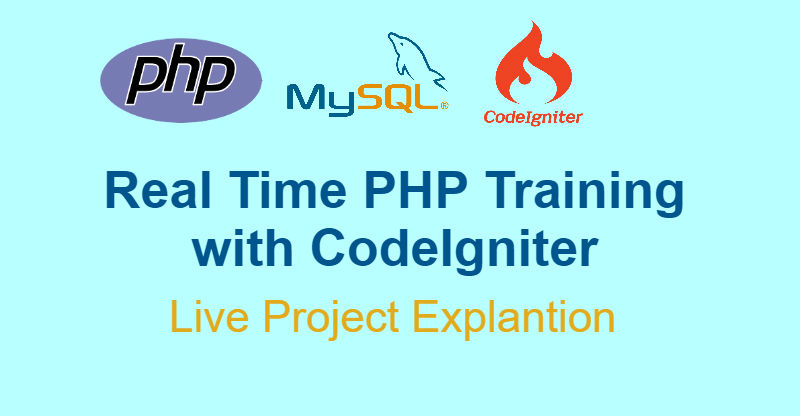 php MySQL® CodeIgniter
Real Time PHP Training
with CodeIgniter
Live Project Explantion